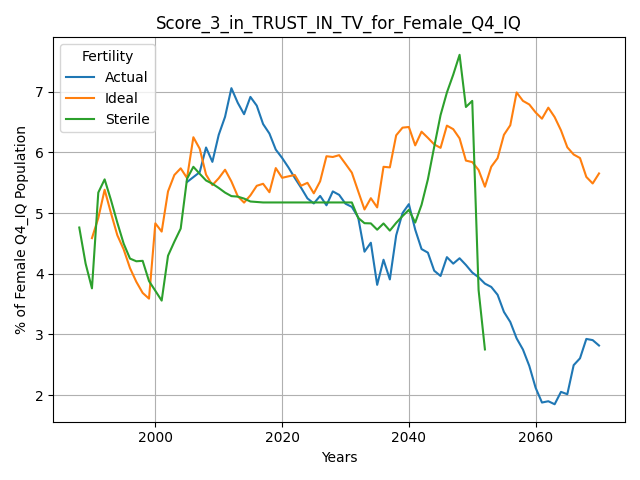 Score_3_in_TRUST_IN_TV_for_Female_Q4_IQ
Fertility
Actual
Ideal
Sterile
% of Female Q4_IQ Population
7
6
5
4
3
2
2000 2020 2040 2060
Years